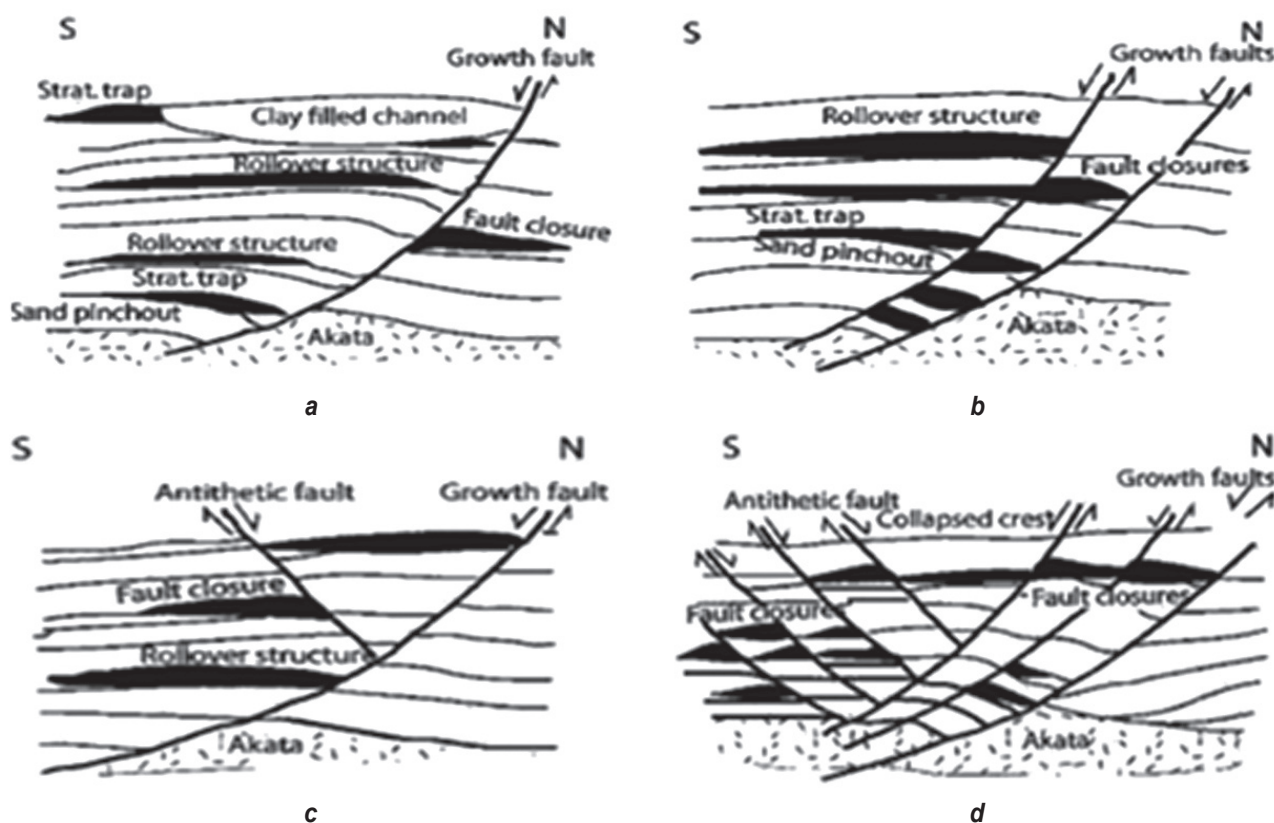 S
N
Growth fault
Strat. trap
Clay filled channel
Rollover structure
Fault closure
Rollover structure
Strat. trap
Sand pinchout
Akata
a
S
N
Growth faults
Rollover structure
Fault closures
Strat. trap
Sand pinchout
Akata
b
S
N
Antithetic fault
Growth fault
Fault closure
Rollover structure
Akata
c
S
N
Growth faults
Antithetic fault
Collapsed crest
Fault closures
Fault closure
Akata
d